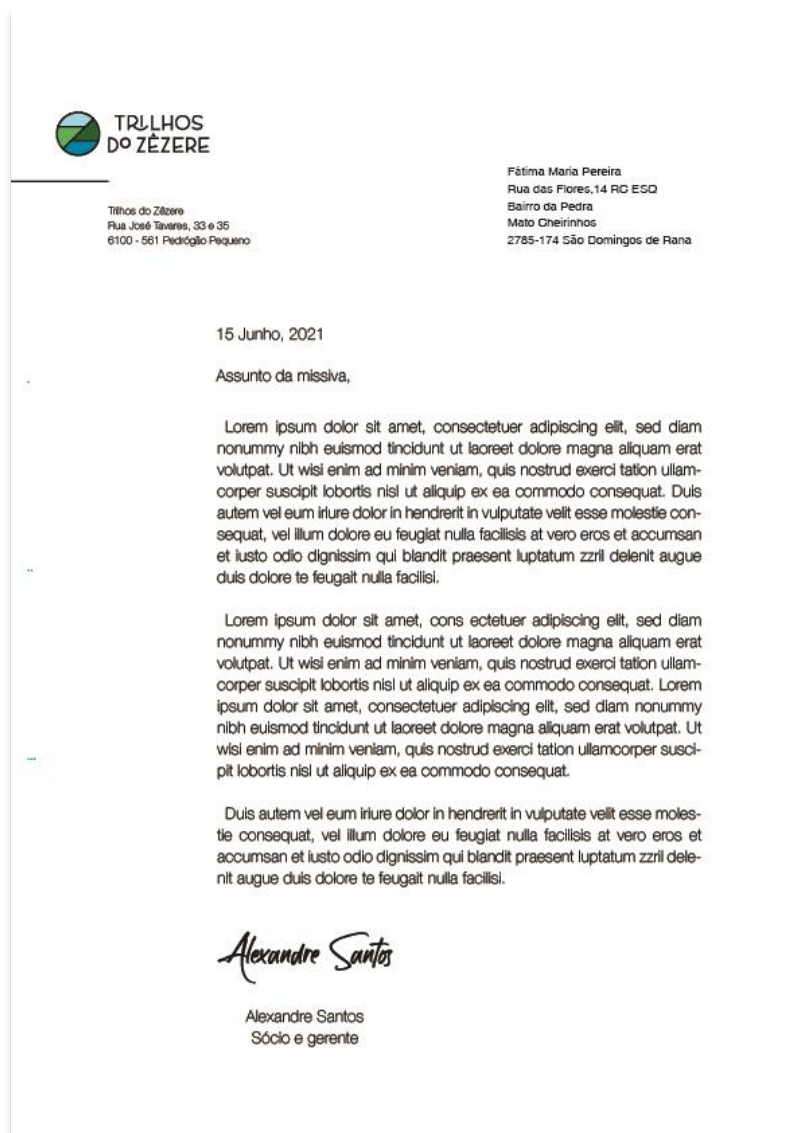 TRILHOS
DO ZÊZERE
Fátima Maria Pereira
Rua das Flores,14 RC ESQ
Bairro da Pedra
Mato Cheirinhos
2785-174 São Domingos de Rana
Trilhos do Zêzere
Rua José Tavares, 33 e 35
6100 - 561 Pedrógão Pequeno
15 Junho, 2021
Assunto da missiva,
Lorem ipsum dolor sit amet, consectetuer adipiscing elit, sed diam
nonummy nibh euismod tincidunt ut laoreet dolore magna aliquam erat
volutpat. Ut wisi enim ad minim veniam, quis nostrud exerci tation ullam-
corper suscipit lobortis nisl ut aliquip ex ea commodo consequat. Duis
autem vel eum iriure dolor in hendrerit in vulputate velit esse molestie con-
sequat, vel illum dolore eu feugiat nulla facilisis at vero eros et accumsan
et iusto odio dignissim qui blandit praesent luptatum zzril delenit augue
duis dolore te feugait nulla facilisi.
Lorem ipsum dolor sit amet, cons ectetuer adipiscing elit, sed diam
nonummy nibh euismod tincidunt ut laoreet dolore magna aliquam erat
volutpat. Ut wisi enim ad minim veniam, quis nostrud exerci tation ullam-
corper suscipit lobortis nisl ut aliquip ex ea commodo consequat. Lorem
ipsum dolor sit amet, consectetuer adipiscing elit, sed diam nonummy
nibh euismod tincidunt ut laoreet dolore magna aliquam erat volutpat. Ut
wisi enim ad minim veniam, quis nostrud exerci tation ullamcorper susci-
pit lobortis nisl ut aliquip ex ea commodo consequat.
Duis autem vel eum iriure dolor in hendrerit in vulputate velit esse moles-
tie consequat, vel illum dolore eu feugiat nulla facilisis at vero eros et
accumsan et iusto odio dignissim qui blandit praesent luptatum zzril dele-
nit augue duis dolore te feugait nulla facilisi.
Alexandre Santos
Alexandre Santos
Sócio e gerente